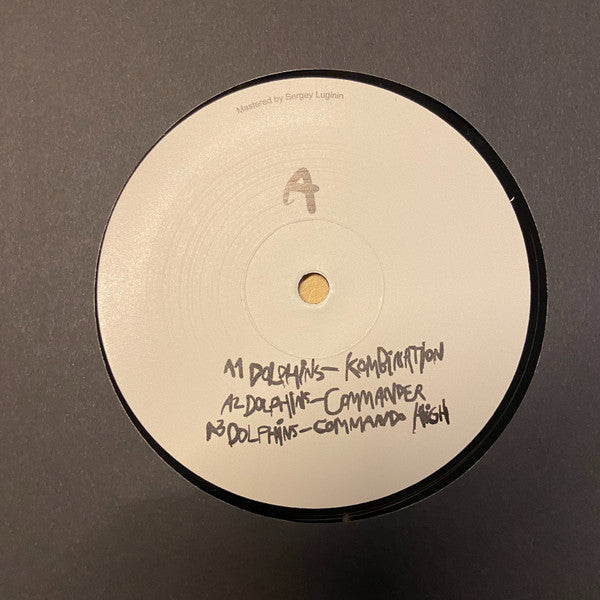 Mastered by Sergey Luginin
A
A1 DOLPHINS – KOMBINATION
A2 DOLPHINS – COMMANDER
A3 DOLPHINS – COMMANDO HIGH